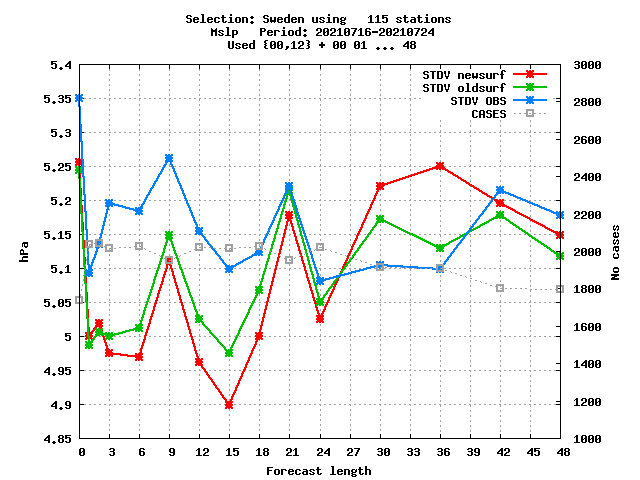 Selection: Sweden using   115 stations
Mslp   Period: 20210716-20210724
Used {00,12} + 00 01 ... 48
STDV newsurf
STDV oldsurf
STDV OBS
CASES
5.4
5.35
5.3
5.25
5.2
5.15
5.1
5.05
5
4.95
4.9
4.85
hPa
3000
2800
2600
2400
2200
2000
1800
1600
1400
1200
1000
No cases
0 3 6 9 12 15 18 21 24 27 30 33 36 39 42 45 48
Forecast length